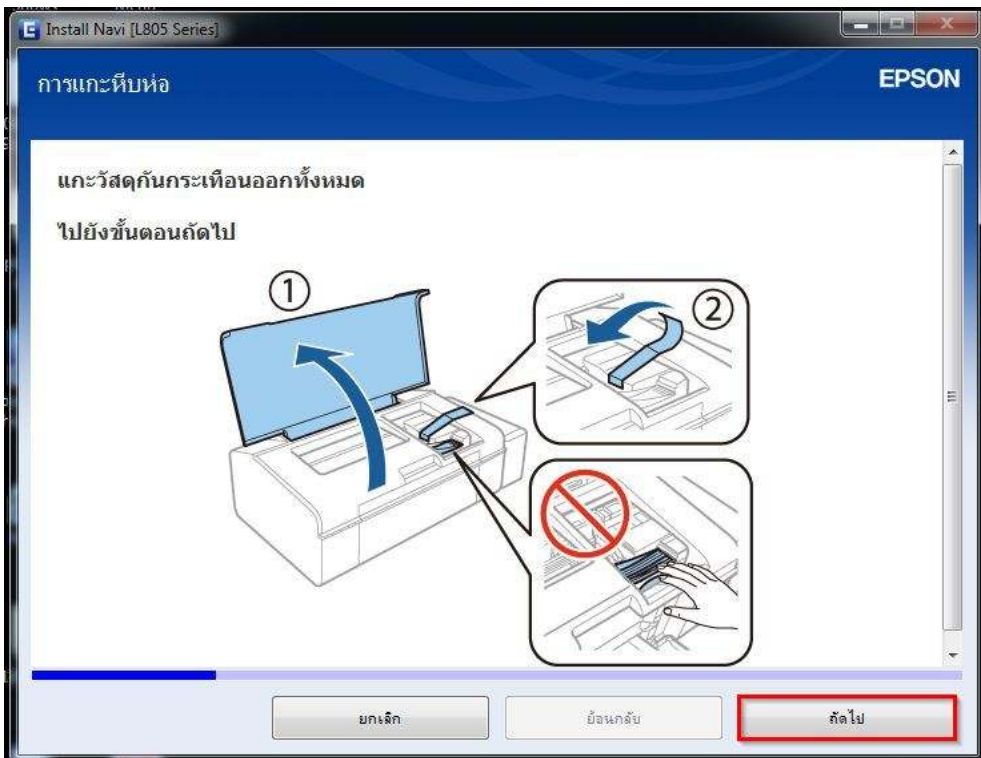 Install Navi [L805 Series]
การแกะหีบห่อ
EPSON
แกะวัสดุกันกระเทือนออกทั้งหมด
ไปยังขั้นตอนถัดไป
1
2
ยกเลิก
ย้อนกลับ
ถัดไป